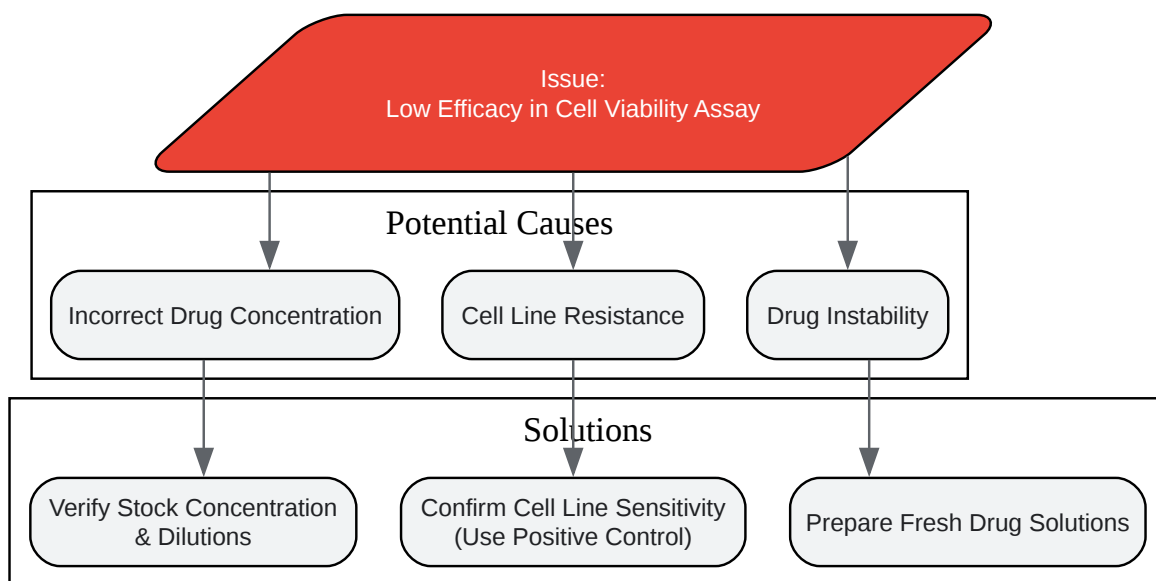 Issue:
Low Efficacy in Cell Viability Assay
Potential Causes
Incorrect Drug Concentration
Cell Line Resistance
Drug Instability
Solutions
Verify Stock Concentration
& Dilutions
Confirm Cell Line Sensitivity
(Use Positive Control)
Prepare Fresh Drug Solutions